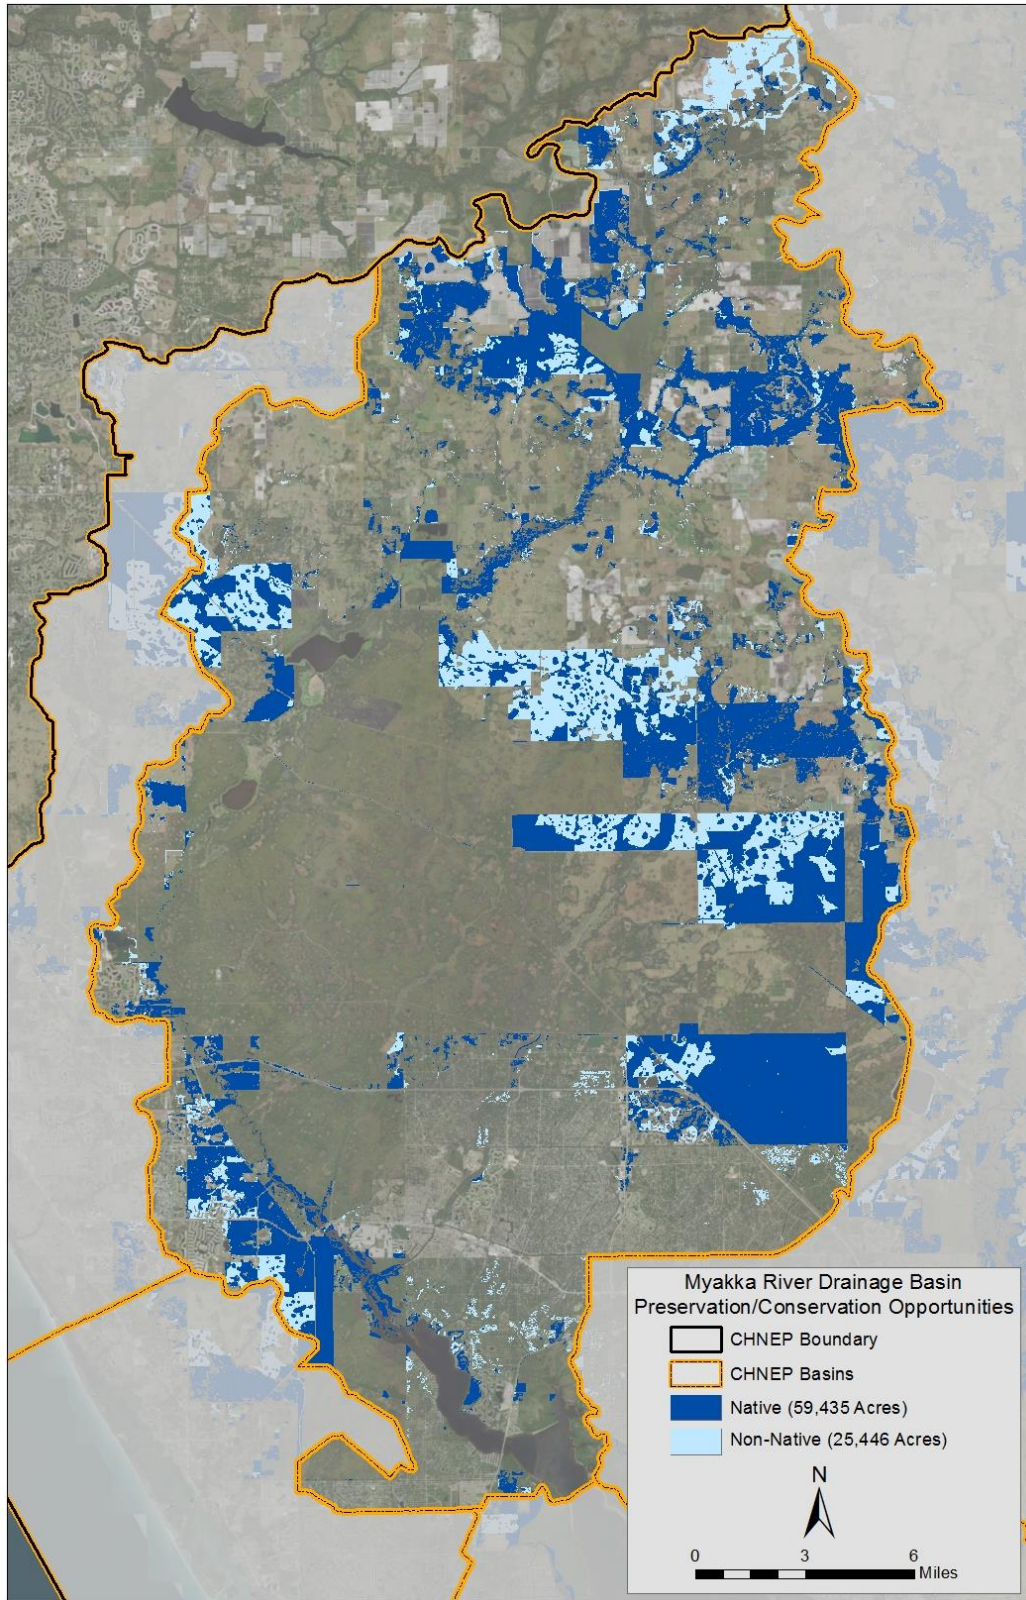 Myakka River Drainage Basin
Preservation/Conservation Opportunities
CHNEP Boundary
CHNEP Basins
Native (59,435 Acres)
Non-Native (25,446 Acres)
N
0 3 6
Miles